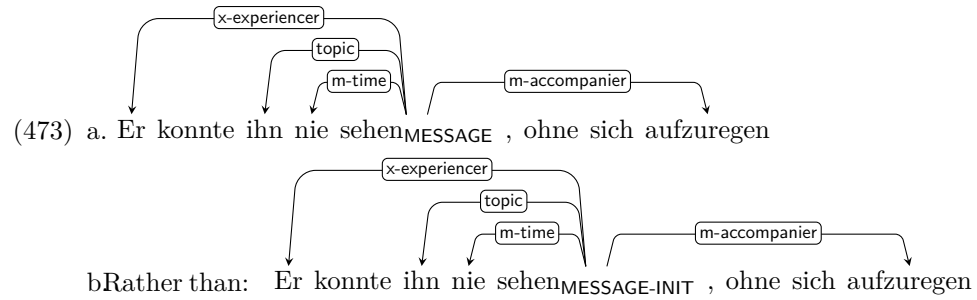 x-experiencer
topic
m-time
m-accompanier
(473) a. Er konnte ihn nie sehenMESSAGE , ohne sich aufzuregen
x-experiencer
topic
m-time
m-accompanier
bRather than: Er konnte ihn nie sehenMESSAGE-INIT , ohne sich aufzuregen